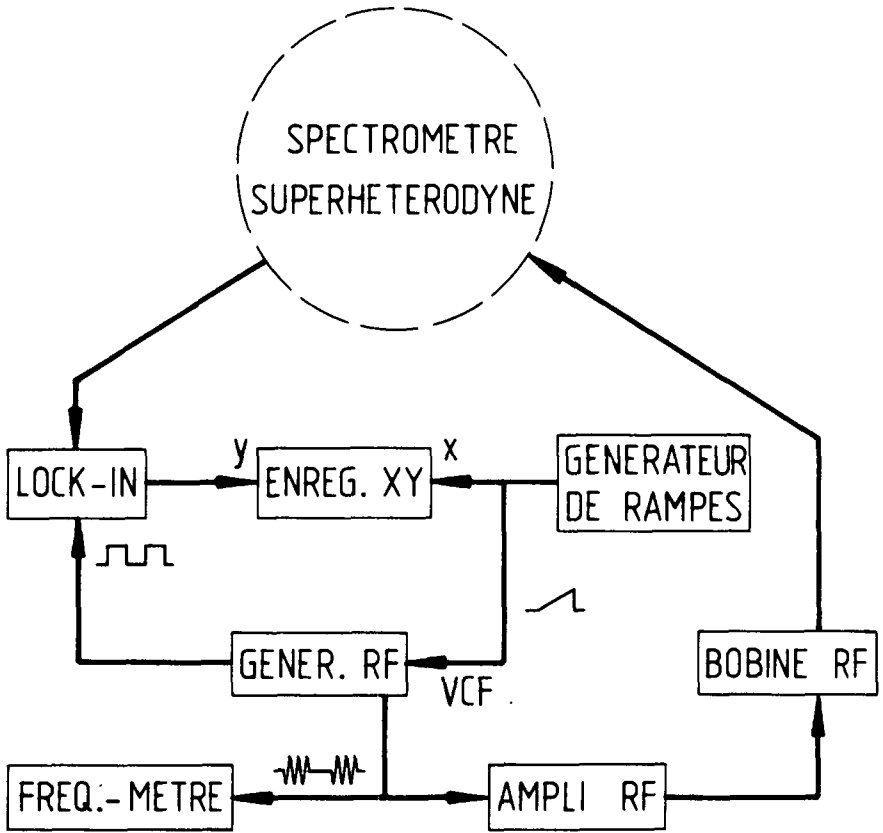 SPECTROMETRE
SUPERHETERODYNE
LOCK-IN
y
ENREG. XY
x
GENERATEUR
DE RAMPES
GENER. RF
VCF
BOBINE RF
FREQ.-METRE
AMPLI RF